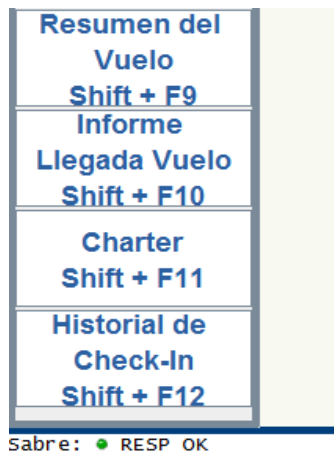 Resumen del
Vuelo
Shift + F9
Informe
Llegada Vuelo
Shift + F10
Charter
Shift + F11
Historial de
Check-In
Shift + F12
Sabre: RESP OK